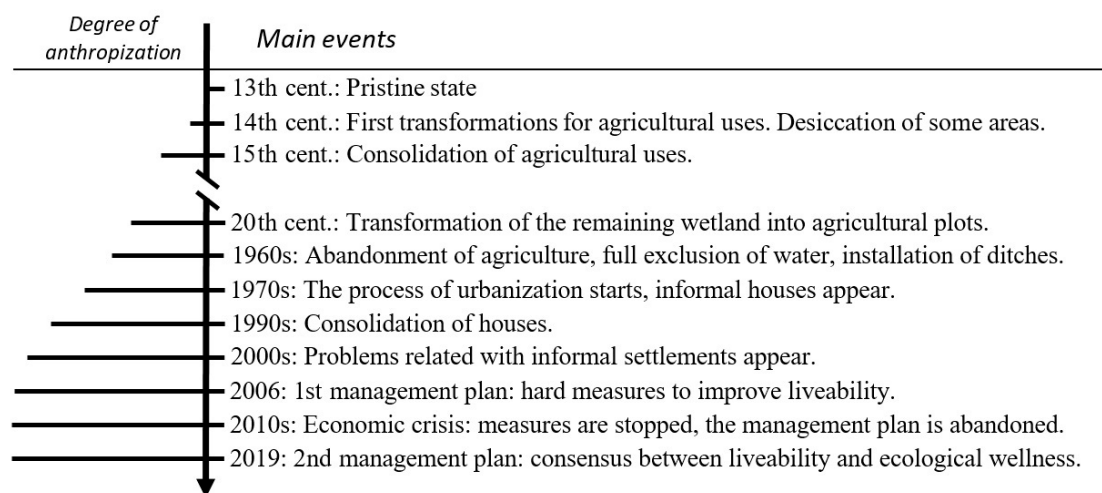 Degree of
anthropization
Main events
13th cent.: Pristine state
14th cent.: First transformations for agricultural uses. Desiccation of some areas.
15th cent.: Consolidation of agricultural uses.
20th cent.: Transformation of the remaining wetland into agricultural plots.
1960s: Abandonment of agriculture, full exclusion of water, installation of ditches.
1970s: The process of urbanization starts, informal houses appear.
1990s: Consolidation of houses.
2000s: Problems related with informal settlements appear.
2006: 1st management plan: hard measures to improve liveability.
2010s: Economic crisis: measures are stopped, the management plan is abandoned.
2019: 2nd management plan: consensus between liveability and ecological wellness.